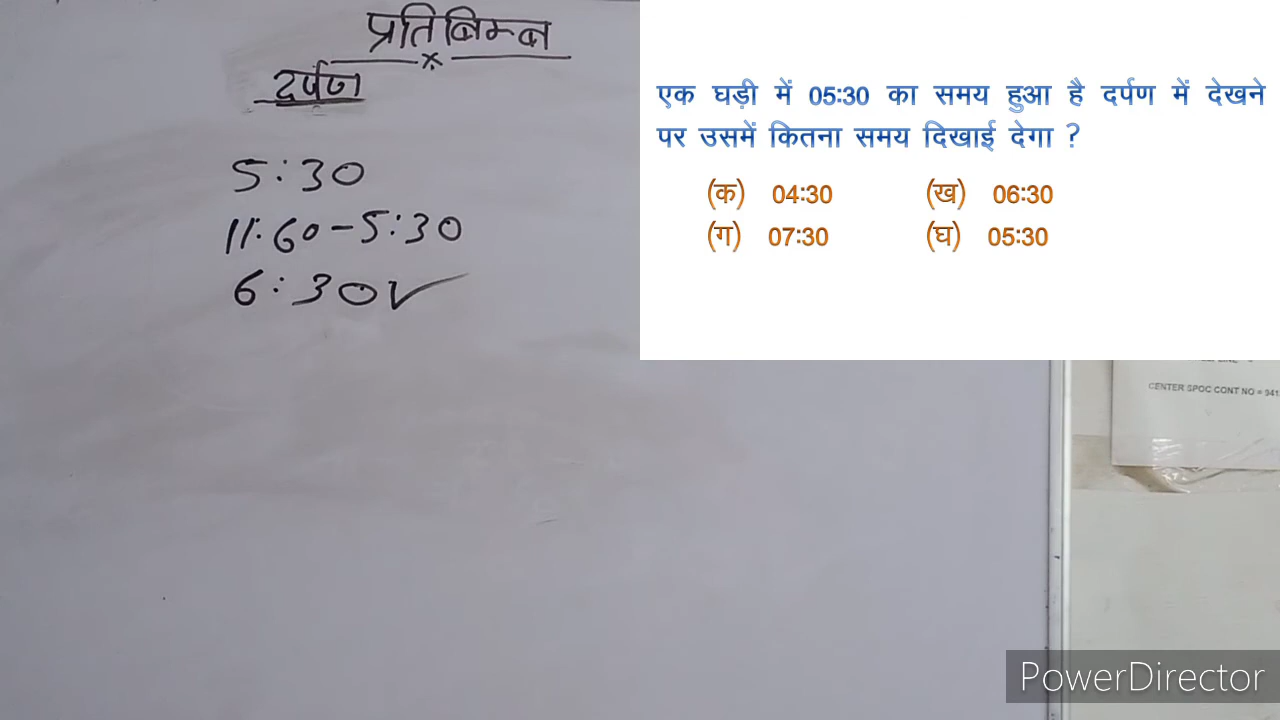 प्रतिबिम्ब
दर्पण
5:30
11:60-5:30
6:30
एक घड़ी में 05:30 का समय हुआ है दर्पण में देखने
पर उसमें कितना समय दिखाई देगा ?
(क) 04:30 (ख) 06:30
(ग) 07:30 (घ) 05:30
CENTER SPOC CONT NO = 941
PowerDirector